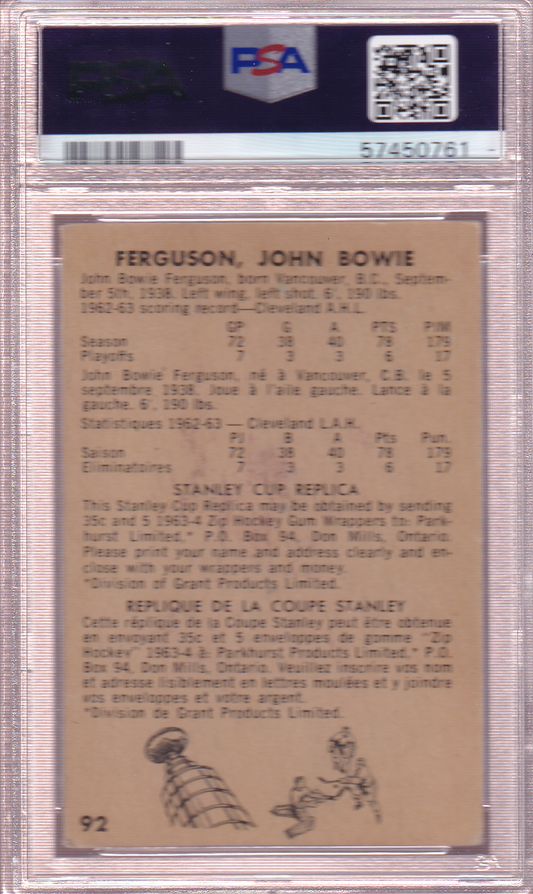 PSA
PSA
57450761
FERGUSON, JOHN BOWIE
John Bowie Ferguson, born Vancouver, B.C., Septem-
ber 5th, 1938. Left wing, left shot. 6', 190 lbs.
1962-63 scoring record—Cleveland A.H.L.
GP G A PTS PIM
Season 72 38 40 78 179
Playoffs 7 3 3 6 17
John Bowie Ferguson, né à Vancouver, C.B. le 5
septembre 1938. Joue à l'aile gauche. Lance à la
gauche. 6', 190 lbs.
Statistiques 1962-63 — Cleveland L.A.H.
PJ B A Pts Pun.
Saison 72 38 40 78 179
Eliminatoires 7 3 3 6 17
STANLEY CUP REPLICA
This Stanley Cup Replica may be obtained by sending
35c and 5 1963-4 Zip Hockey Gum Wrappers to: Park-
hurst Limited,* P.O. Box 94, Don Mills, Ontario.
Please print your name and address clearly and en-
close with your wrappers and money.
*Division of Grant Products Limited.
REPLIQUE DE LA COUPE STANLEY
Cette réplique de la Coupe Stanley peut être obtenue
en envoyant 35c et 5 enveloppes de gomme "Zip
Hockey" 1963-4 à: Parkhurst Products Limited,* P.O.
Box 94, Don Mills, Ontario. Veuillez inscrire vos nom
et adresse lisiblement en lettres moulées et y joindre
vos enveloppes et votre argent.
*Division de Grant Products Limited.
92